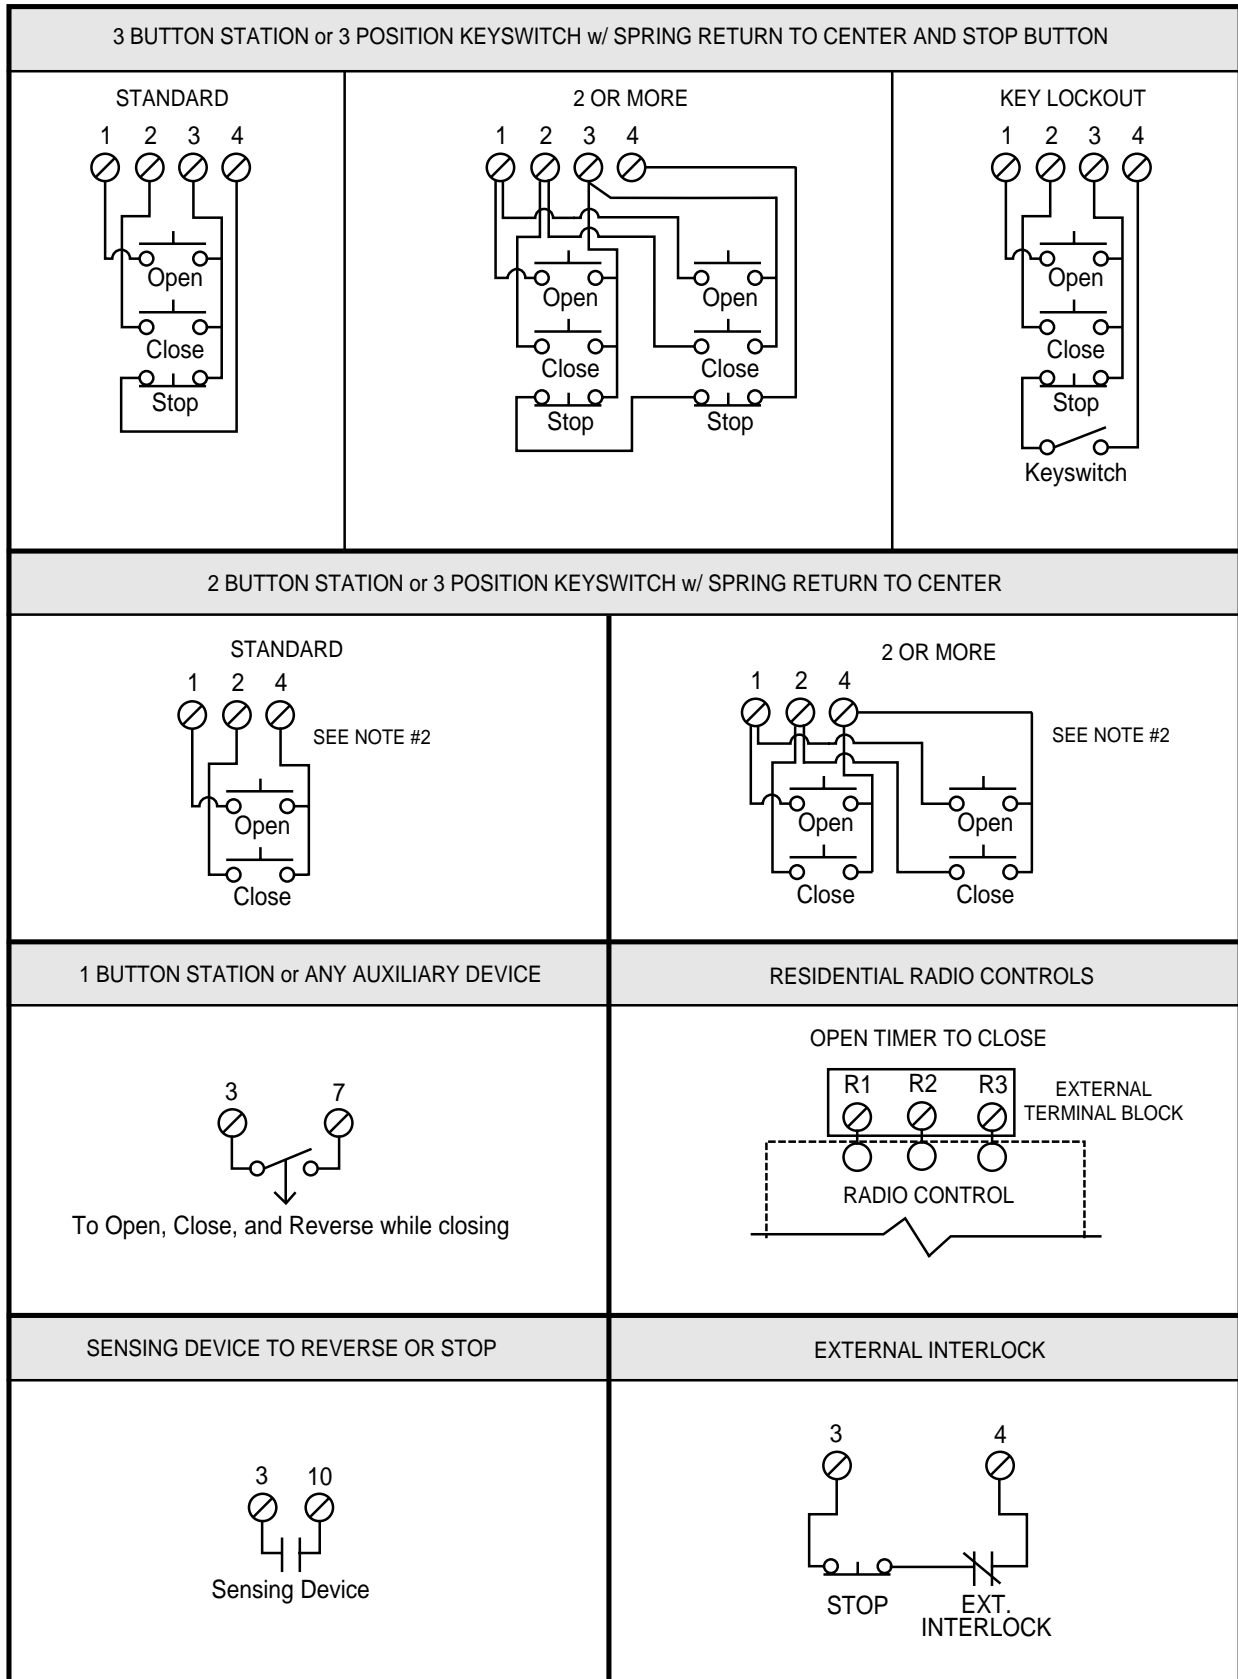 3 BUTTON STATION or 3 POSITION KEYSWITCH w/ SPRING RETURN TO CENTER AND STOP BUTTON
STANDARD
1 2 3 4
Open
Close
Stop
2 OR MORE
1 2 3 4
Open Open
Close Close
Stop Stop
KEY LOCKOUT
1 2 3 4
Open
Close
Stop
Keyswitch
2 BUTTON STATION or 3 POSITION KEYSWITCH w/ SPRING RETURN TO CENTER
STANDARD
1 2 4
SEE NOTE #2
Open
Close
2 OR MORE
1 2 4
SEE NOTE #2
Open Open
Close Close
1 BUTTON STATION or ANY AUXILIARY DEVICE
3 7
To Open, Close, and Reverse while closing
RESIDENTIAL RADIO CONTROLS
OPEN TIMER TO CLOSE
R1 R2 R3
EXTERNAL
TERMINAL BLOCK
RADIO CONTROL
SENSING DEVICE TO REVERSE OR STOP
3 10
Sensing Device
EXTERNAL INTERLOCK
3 4
STOP
EXT.
INTERLOCK